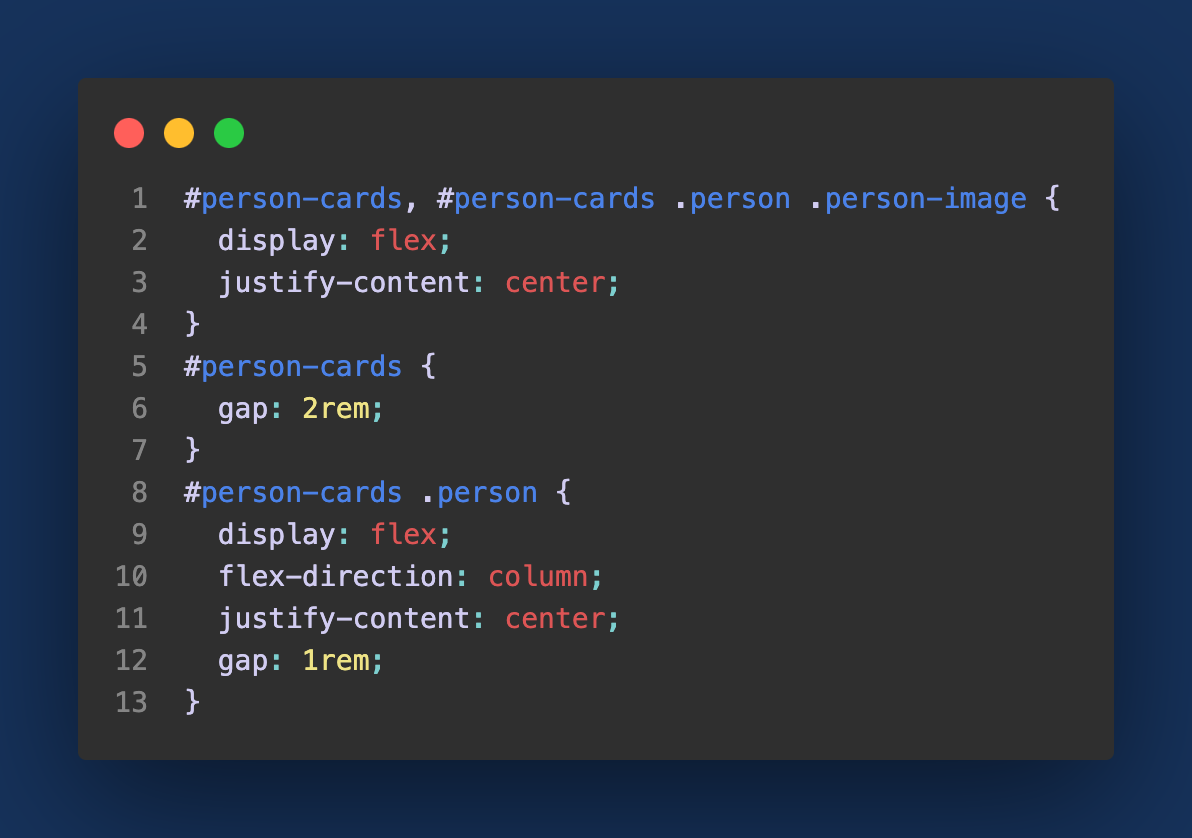 1 #person-cards, #person-cards .person .person-image {
2   display: flex;
3   justify-content: center;
4 }
5 #person-cards {
6   gap: 2rem;
7 }
8 #person-cards .person {
9   display: flex;
10   flex-direction: column;
11   justify-content: center;
12   gap: 1rem;
13 }